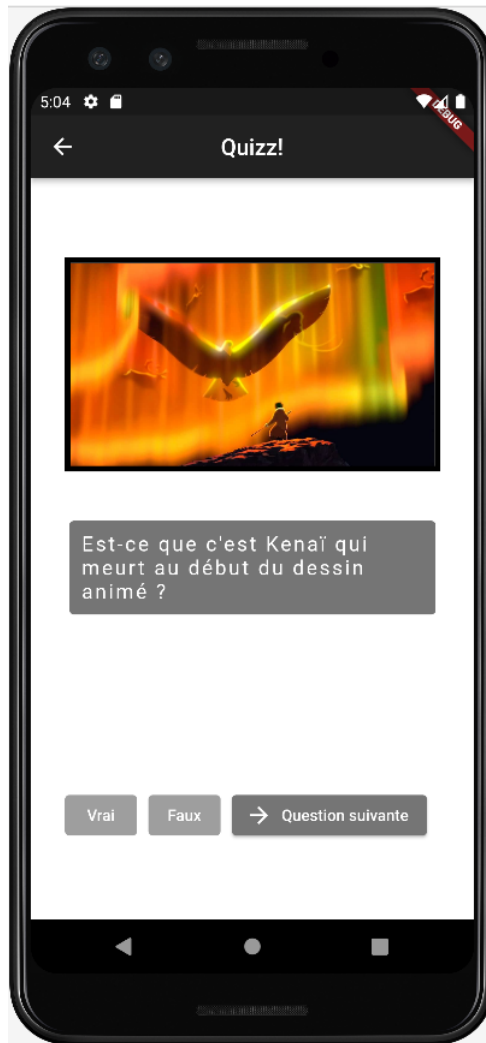 5:04
DEBUG
Quizz!
Est-ce que c'est Kenaï qui
meurt au début du dessin
animé ?
Vrai
Faux
Question suivante